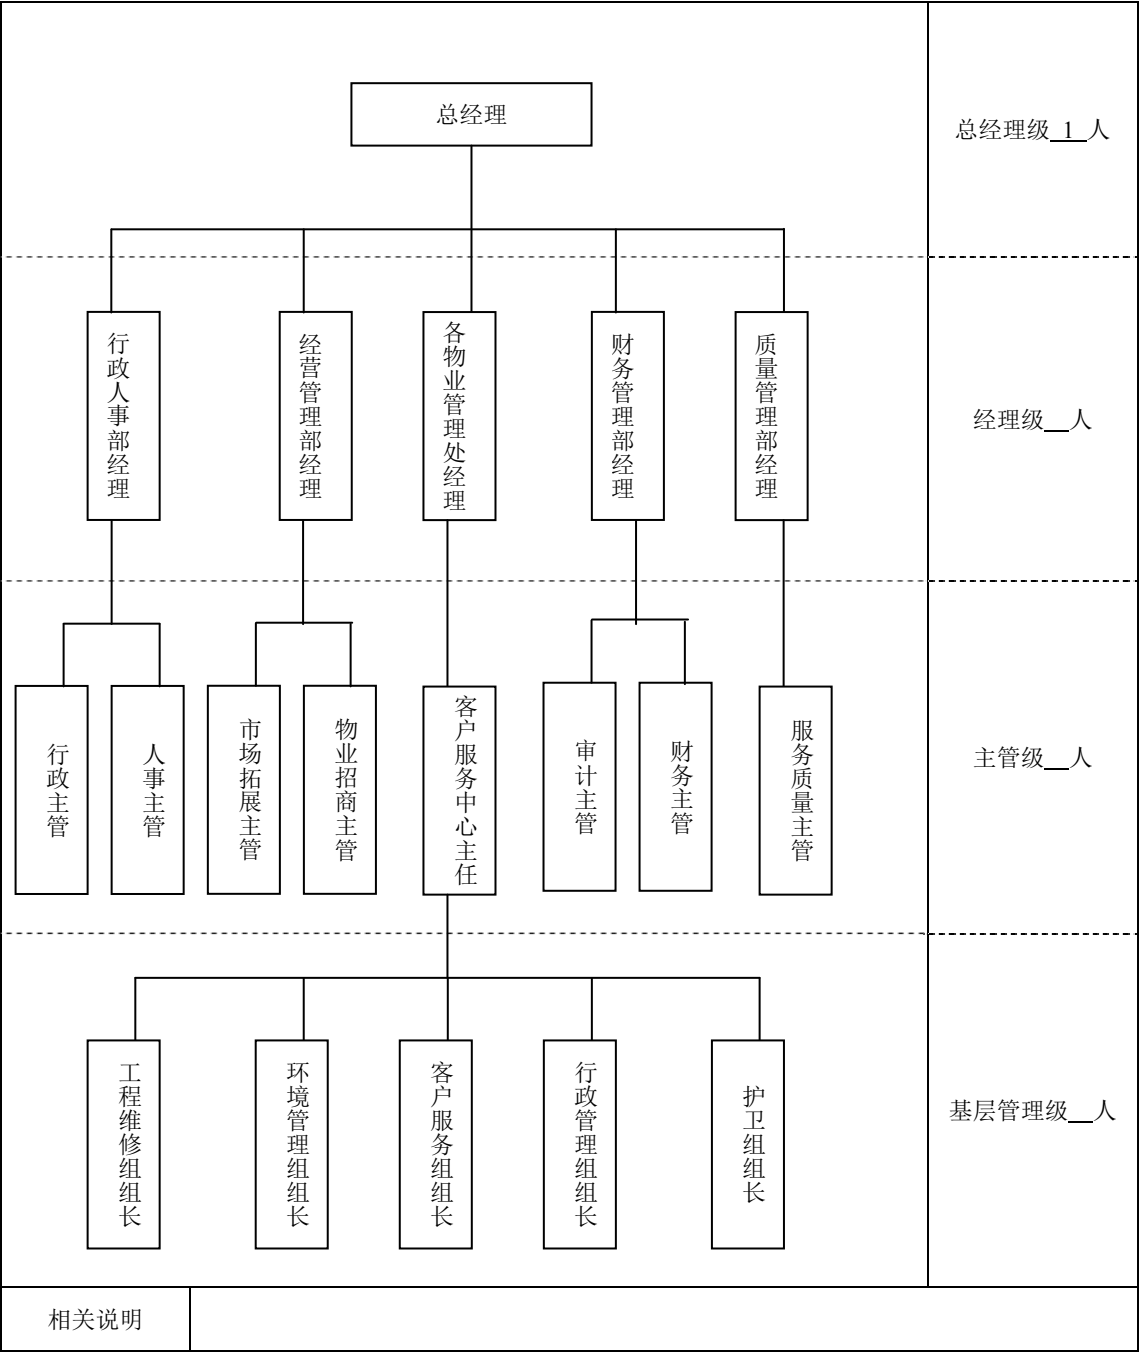 总经理
总经理级 1 人
行政人事部经理
经营管理部经理
各物业管理处经理
财务管理部经理
质量管理部经理
经理级__人
行政主管
人事主管
市场拓展主管
物业招商主管
客户服务中心主任
审计主管
财务主管
服务质量主管
主管级__人
工程维修组组长
环境管理组组长
客户服务组组长
行政管理组组长
护卫组组长
基层管理级__人
相关说明